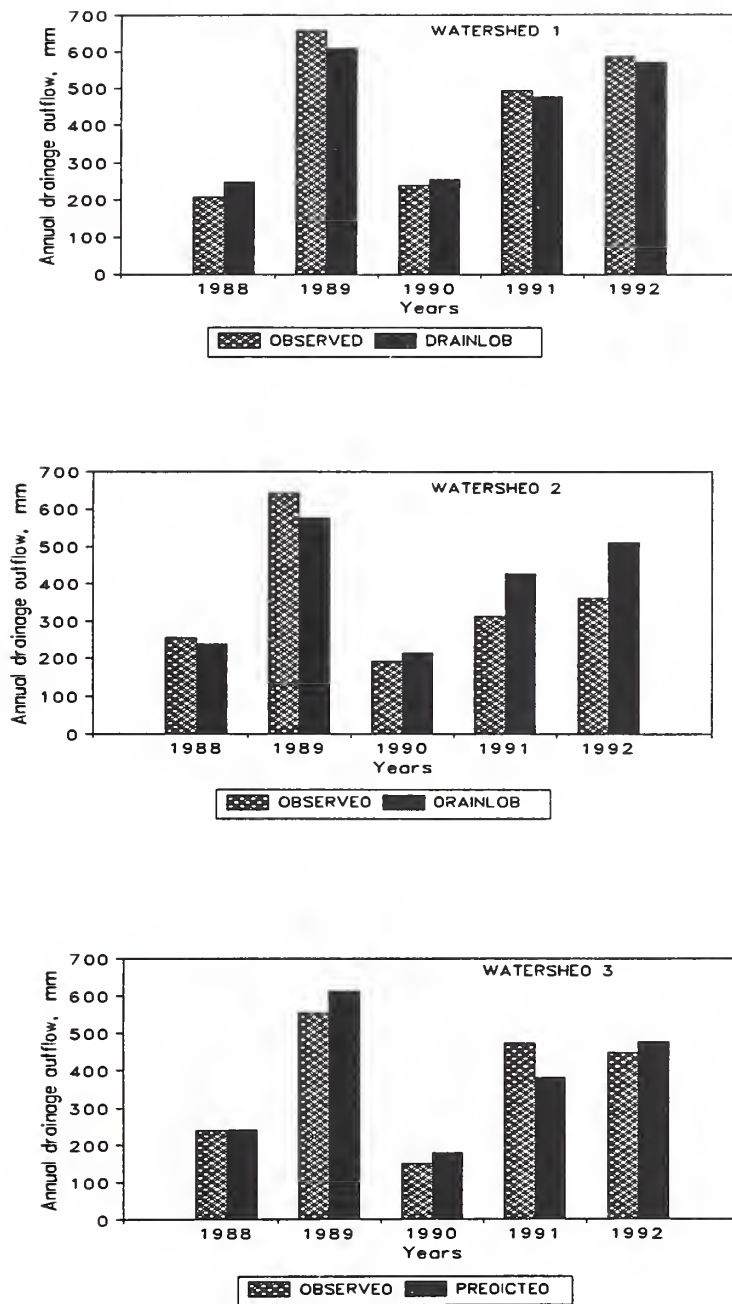 WATERSHED 1
Annual drainage outflow, mm
700
600
500
400
300
200
100
0
1988 1989 1990 1991 1992
Years
OBSERVED DRAINLOB
WATERSHEO 2
Annual drainage outflow, mm
700
600
500
400
300
200
100
0
1988 1989 1990 1991 1992
Years
OBSERVEO ORAINLOB
WATERSHEO 3
Annual drainage outflow, mm
700
600
500
400
300
200
100
0
1988 1989 1990 1991 1992
Years
OBSERVEO PREOICTEO